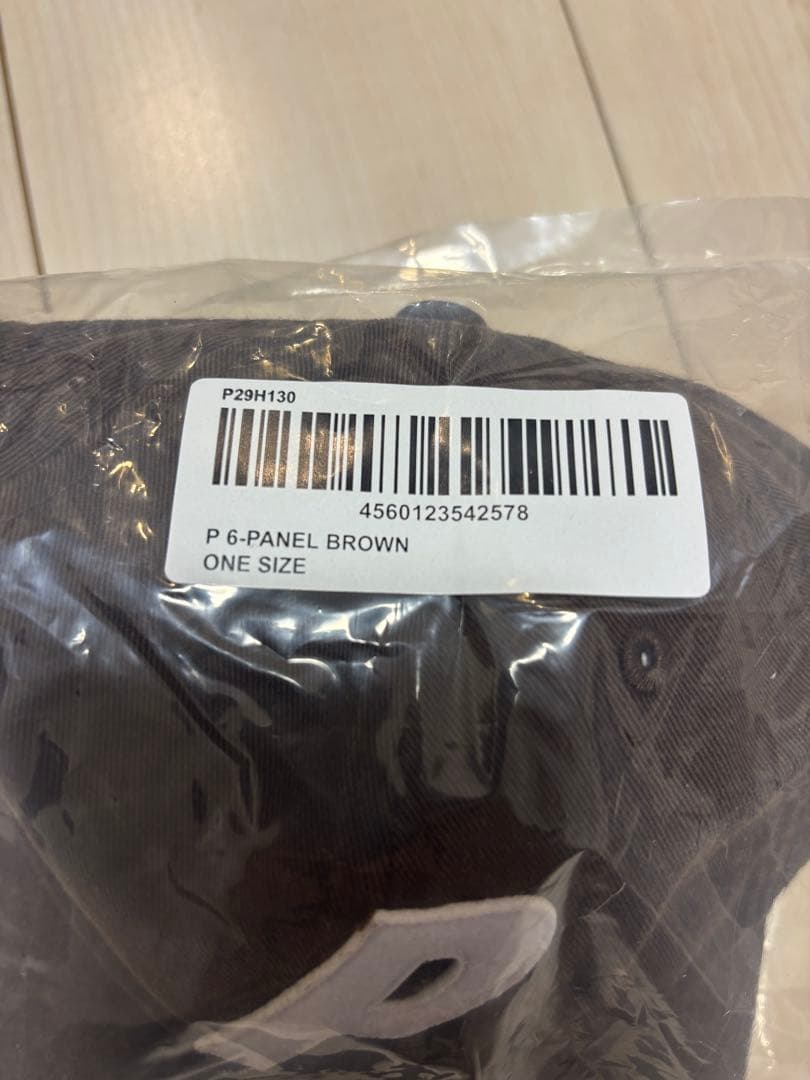 P29H130
4560123542578
P 6-PANEL BROWN
ONE SIZE